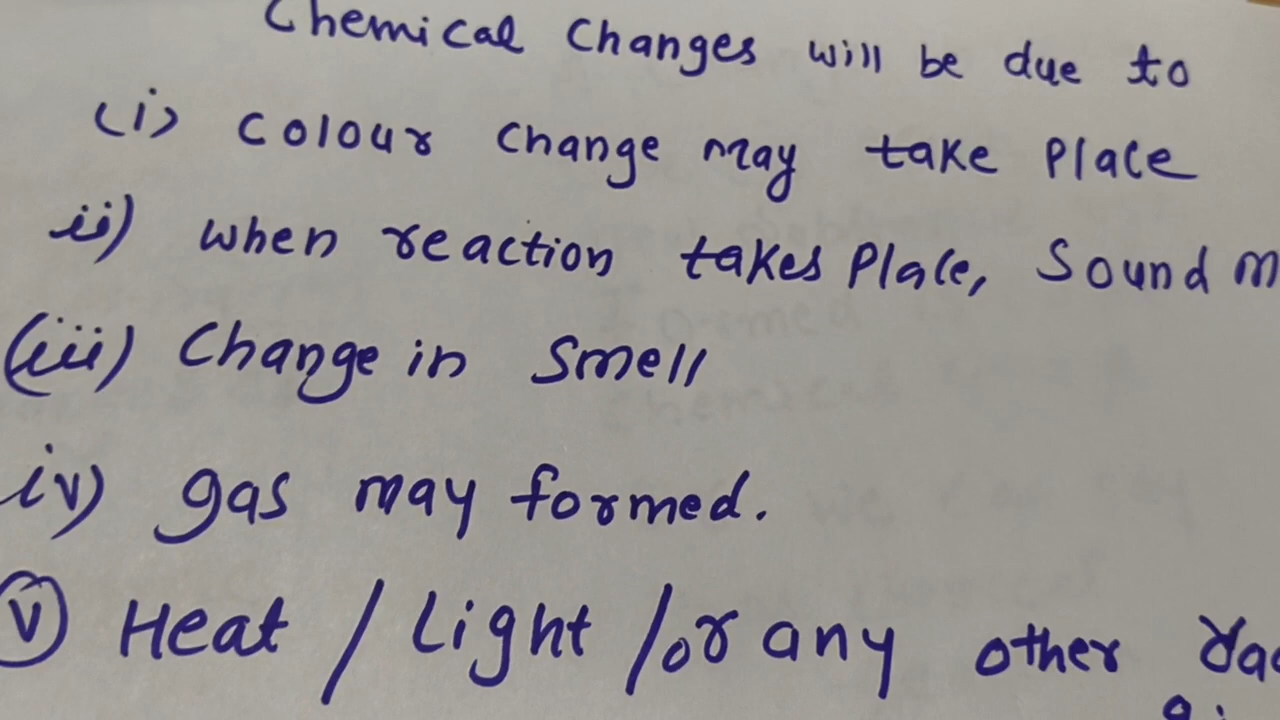 Chemical Changes will be due to
(i) Colour change may take place
ii) when reaction takes place, Sound m
(iii) Change in Smell
iv) gas may formed.
(v) Heat / Light / or any other